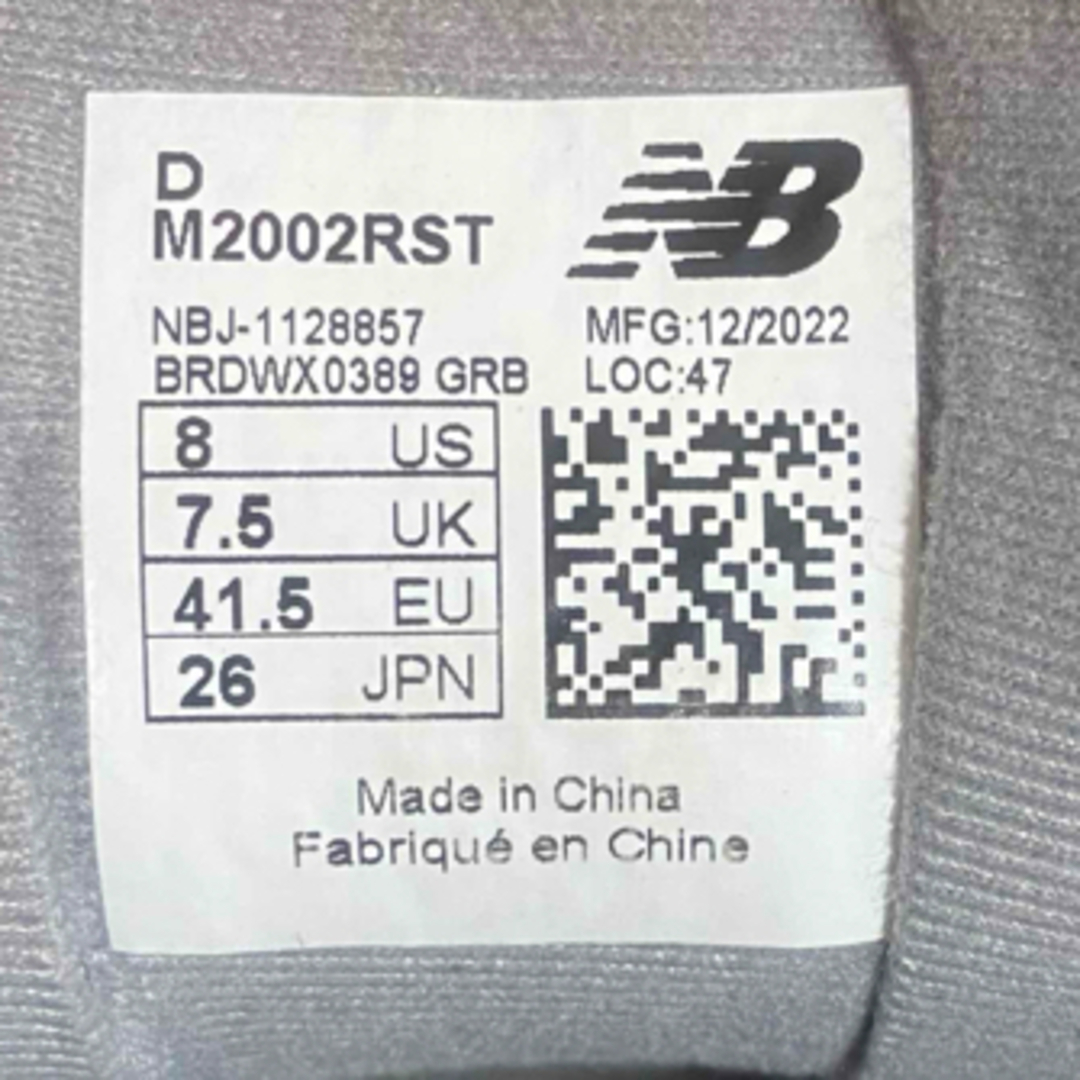 D
M2002RST
NB
NBJ-1128857
MFG:12/2022
BRDWX0389 GRB
LOC:47
8 US
7.5 UK
41.5 EU
26 JPN
Made in China
Fabriqué en Chine